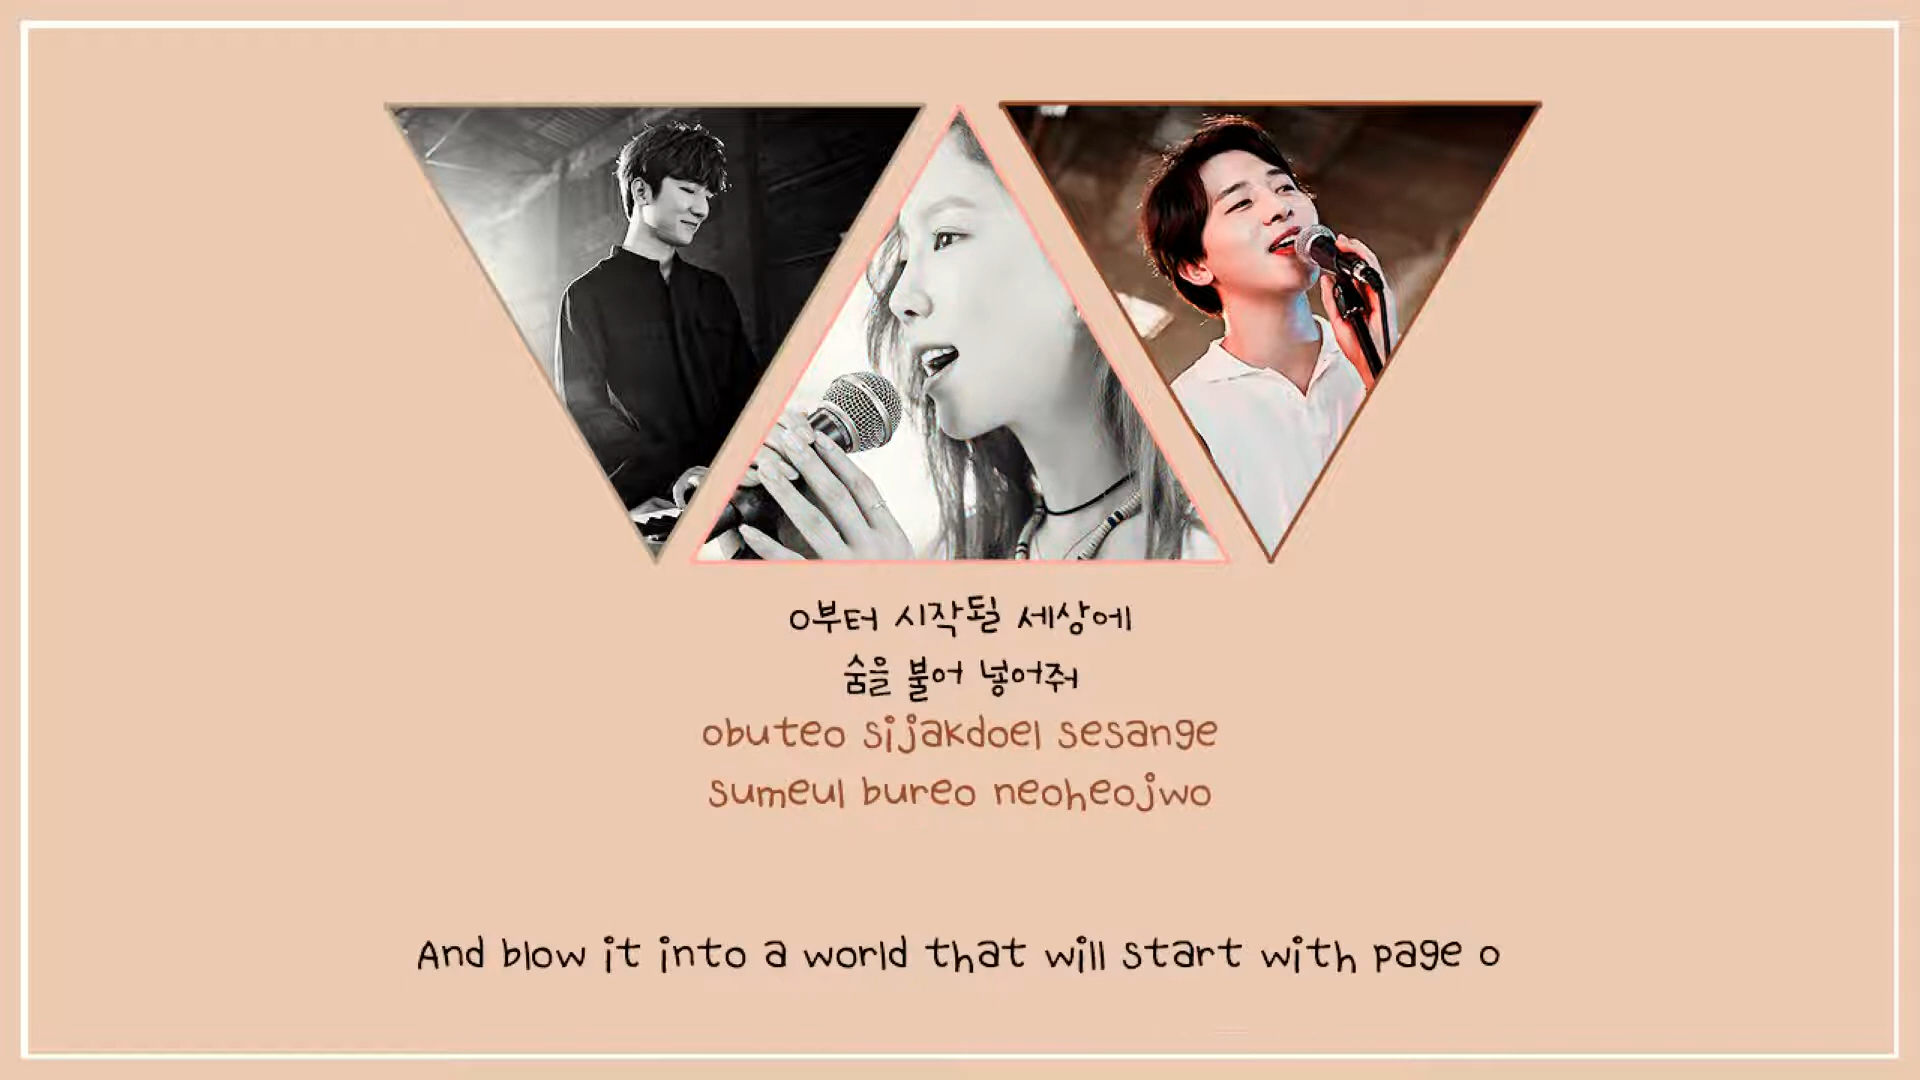 0부터 시작될 세상에
숨을 불어 넣어줘
obuteo sijakdoel sesange
sumeul bureo neoheojwo
And blow it into a world that will start with page 0